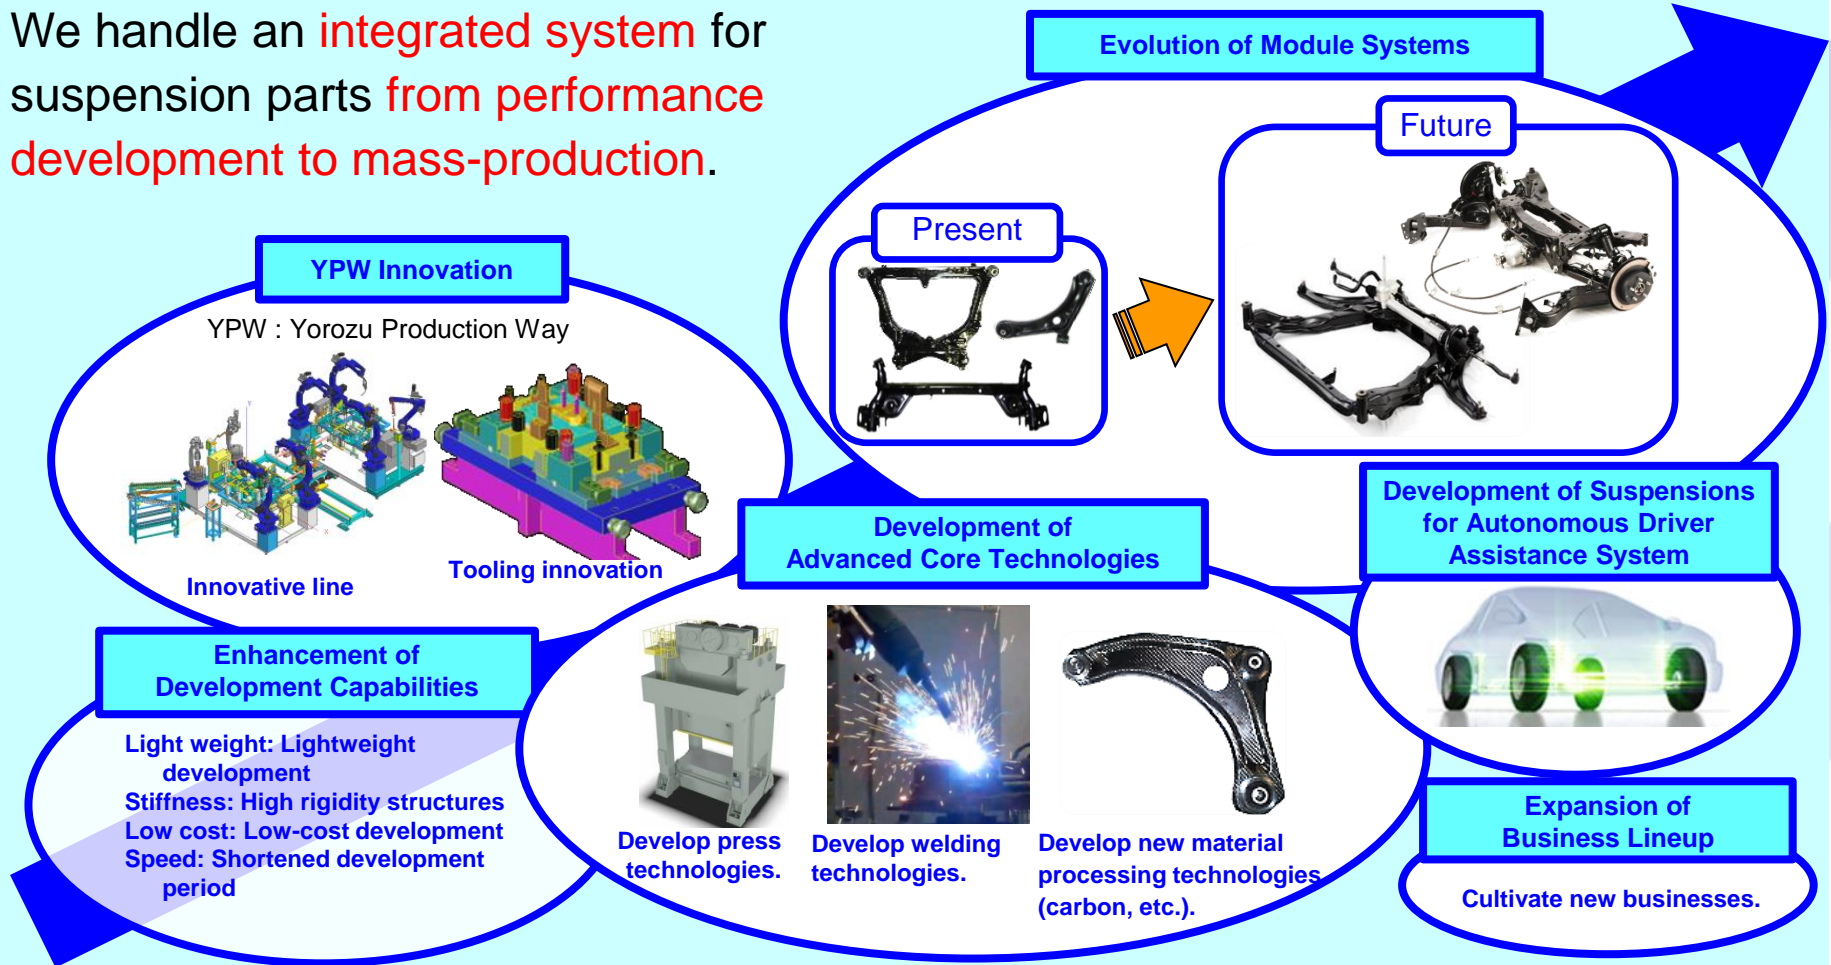 We handle an integrated system for
suspension parts from performance
development to mass-production.
Evolution of Module Systems
Present
Future
YPW Innovation
YPW : Yorozu Production Way
Innovative line
Tooling innovation
Enhancement of
Development Capabilities
Light weight: Lightweight
development
Stiffness: High rigidity structures
Low cost: Low-cost development
Speed: Shortened development
period
Development of
Advanced Core Technologies
Develop press
technologies.
Develop welding
technologies.
Develop new material
processing technologies
(carbon, etc.).
Development of Suspensions
for Autonomous Driver
Assistance System
Expansion of
Business Lineup
Cultivate new businesses.